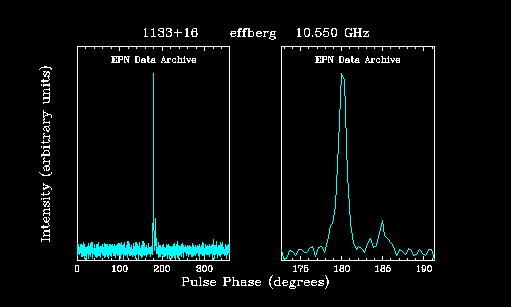 1133+16 effberg 10.550 GHz
EPN Data Archive EPN Data Archive
Intensity (arbitrary units)
0 100 200 300 175 180 185 190
Pulse Phase (degrees)